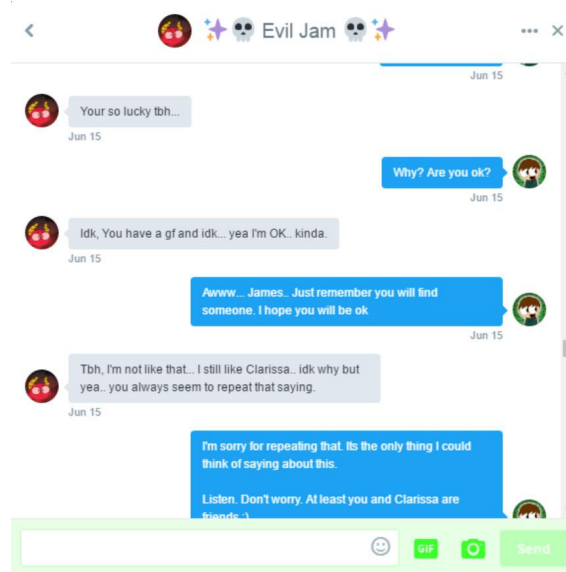 Evil Jam
Jun 15
Your so lucky tbh...
Jun 15
Why? Are you ok?
Jun 15
Idk, You have a gf and idk... yea I'm OK.. kinda.
Jun 15
Awww... James.. Just remember you will find
someone. I hope you will be ok
Jun 15
Tbh, I'm not like that... I still like Clarissa.. idk why but
yea.. you always seem to repeat that saying.
Jun 15
I'm sorry for repeating that. Its the only thing I could
think of saying about this.
Listen. Don't worry. At least you and Clarissa are
friends :)
GIF
Send